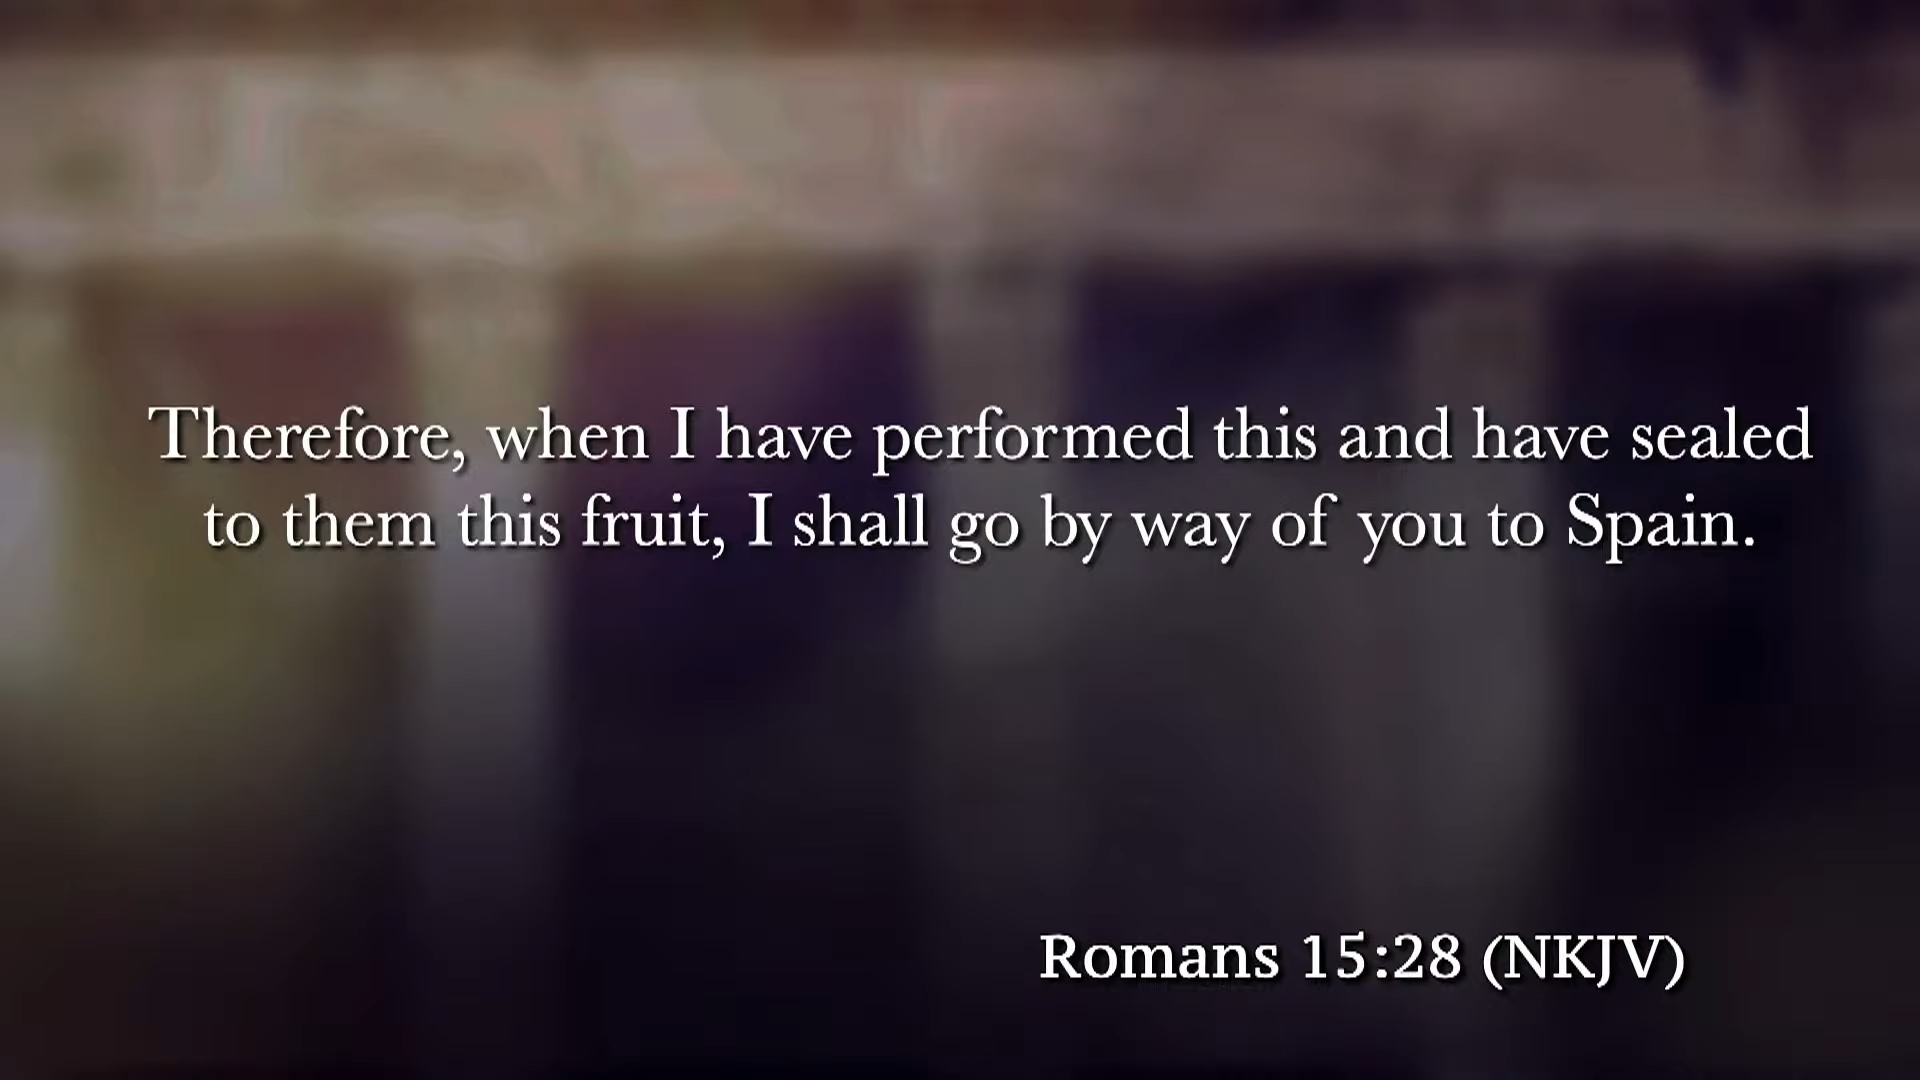 Therefore, when I have performed this and have sealed
to them this fruit, I shall go by way of you to Spain.
Romans 15:28 (NKJV)